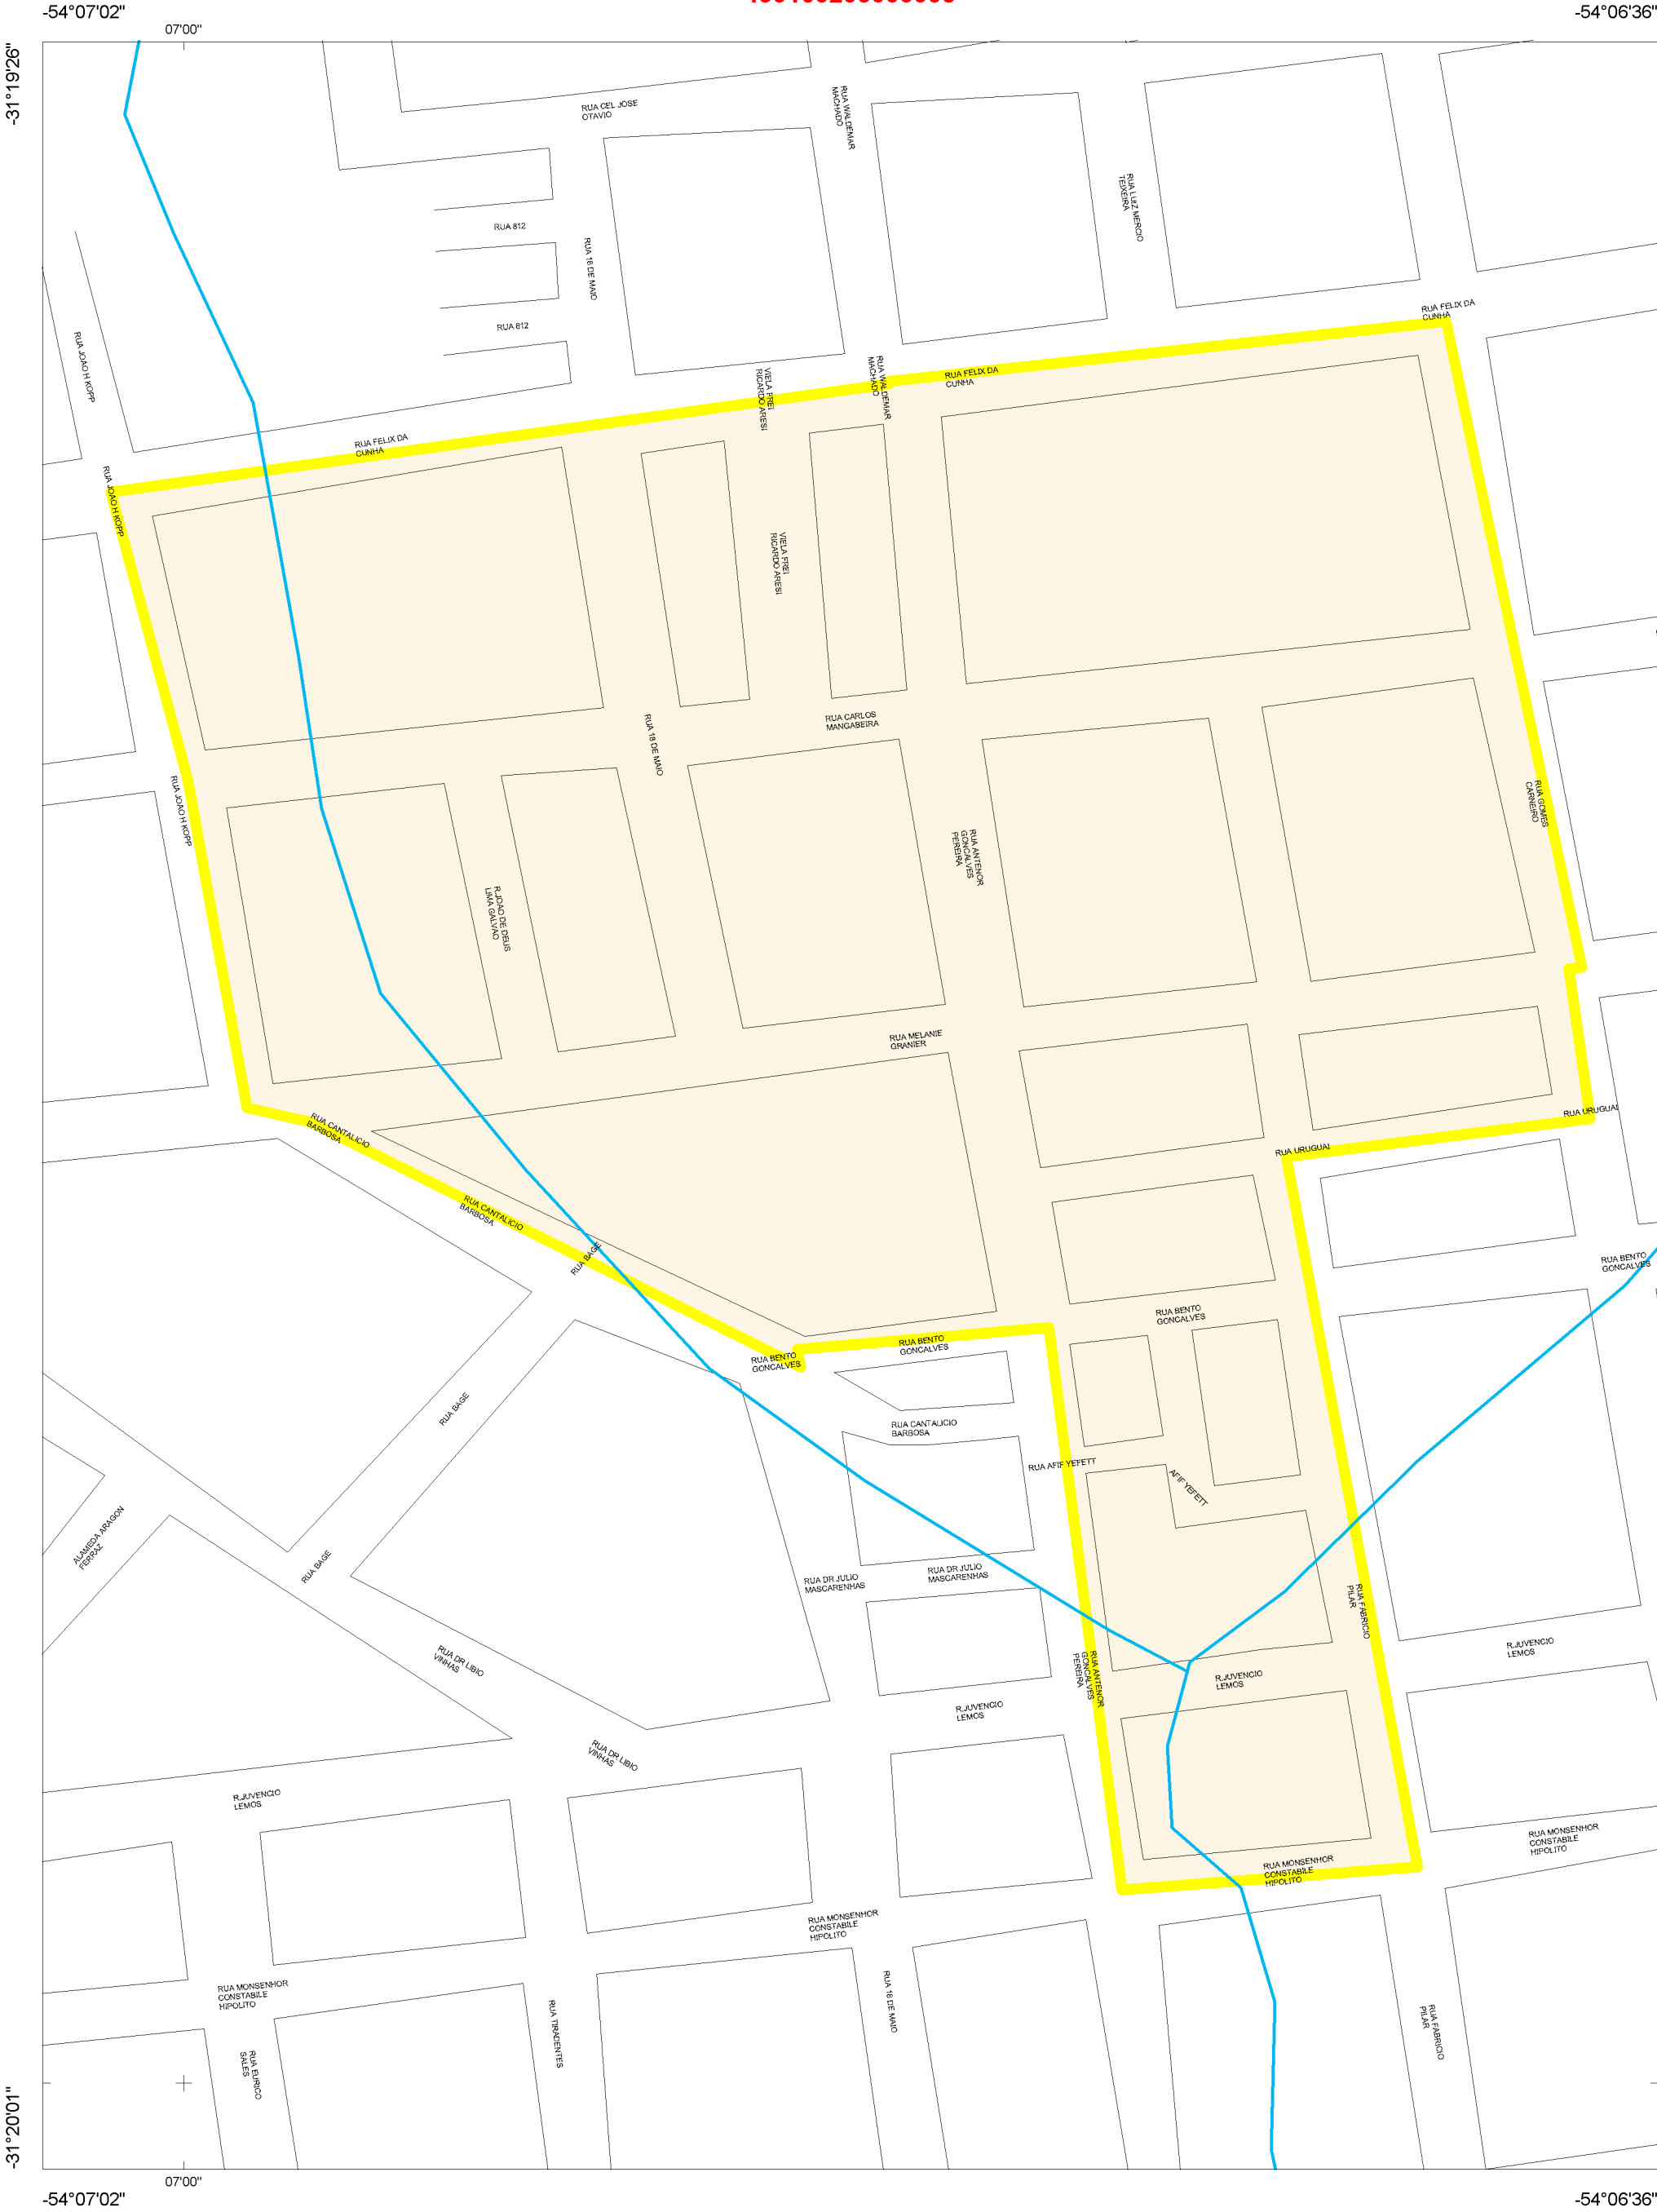 -54°07'02"
-54°06'36"
07'00"
-31°19'26"
RUA CEL JOSE
OTAVIO
RUA WALDEMAR
MACHADO
RUA LUIZ MERCIO
TEIXEIRA
RUA 812
RUA 18 DE MAIO
RUA 812
RUA JOAO H KOPP
RUA FELIX DA
CUNHA
RUA WALDEMAR
MACHADO
VIELA FREI
RICARDO ARESI
RUA FELIX DA
CUNHA
RUA FELIX DA
CUNHA
RUA JOAO H KOPP
VIELA FREI
RICARDO ARESI
RUA CARLOS
MANGABEIRA
RUA 18 DE MAIO
RUA JOAO H KOPP
RUA GOMES
CARNEIRO
RUA ANTENOR
GONCALVES
PEREIRA
R.JOAO DE DEUS
LIMA GALVAO
RUA MELANIE
GRANIER
RUA CANTALICIO
BARBOSA
RUA URUGUAI
RUA URUGUAI
RUA CANTALICIO
BARBOSA
RUA BAGE
RUA BENTO
GONCALVES
RUA BENTO
GONCALVES
RUA BENTO
GONCALVES
RUA BENTO
GONCALVES
RUA BAGE
RUA CANTALICIO
BARBOSA
RUA AFIF YEFETT
AFIF YEFETT
ALAMEDA ARAGON
FERRAZ
RUA BAGE
RUA DR JULIO
MASCARENHAS
RUA DR JULIO
MASCARENHAS
RUA FABRICIO
PILAR
RUA DR LIBIO
VINHAS
RUA ANTENOR
GONCALVES
PEREIRA
R.JUVENCIO
LEMOS
R.JUVENCIO
LEMOS
R.JUVENCIO
LEMOS
RUA DR LIBIO
VINHAS
R.JUVENCIO
LEMOS
RUA MONSENHOR
CONSTABILE
HIPOLITO
RUA MONSENHOR
CONSTABILE
HIPOLITO
RUA MONSENHOR
CONSTABILE
HIPOLITO
RUA MONSENHOR
CONSTABILE
HIPOLITO
RUA 18 DE MAIO
RUA TIRADENTES
RUA FABRICIO
PILAR
RUA EURICO
SALES
-31°20'01"
07'00"
-54°07'02"
-54°06'36"